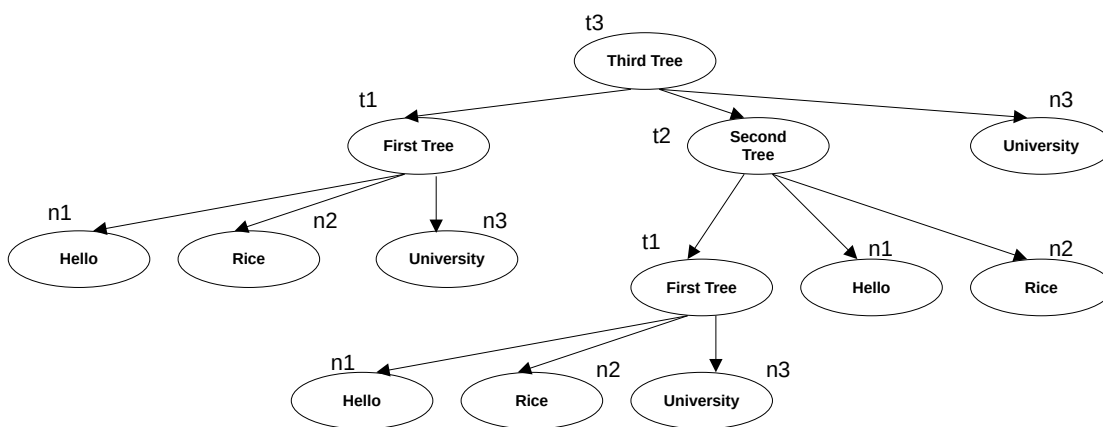 t3
Third Tree
t1
n3
First Tree
t2
Second
Tree
University
n1
n2
n3
Hello
Rice
University
t1
n1
n2
First Tree
Hello
Rice
n1
n2
n3
Hello
Rice
University